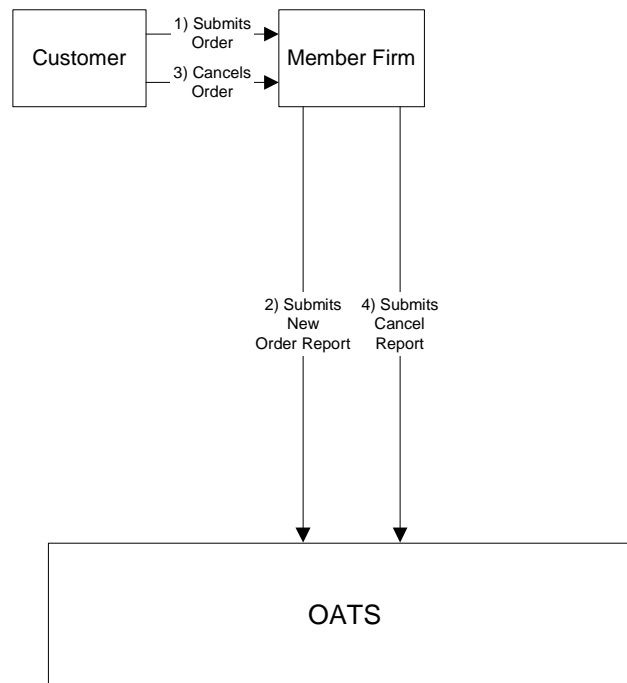 1) Submits
Order
Customer
Member Firm
3) Cancels
Order
2) Submits
New
Order Report
4) Submits
Cancel
Report
OATS